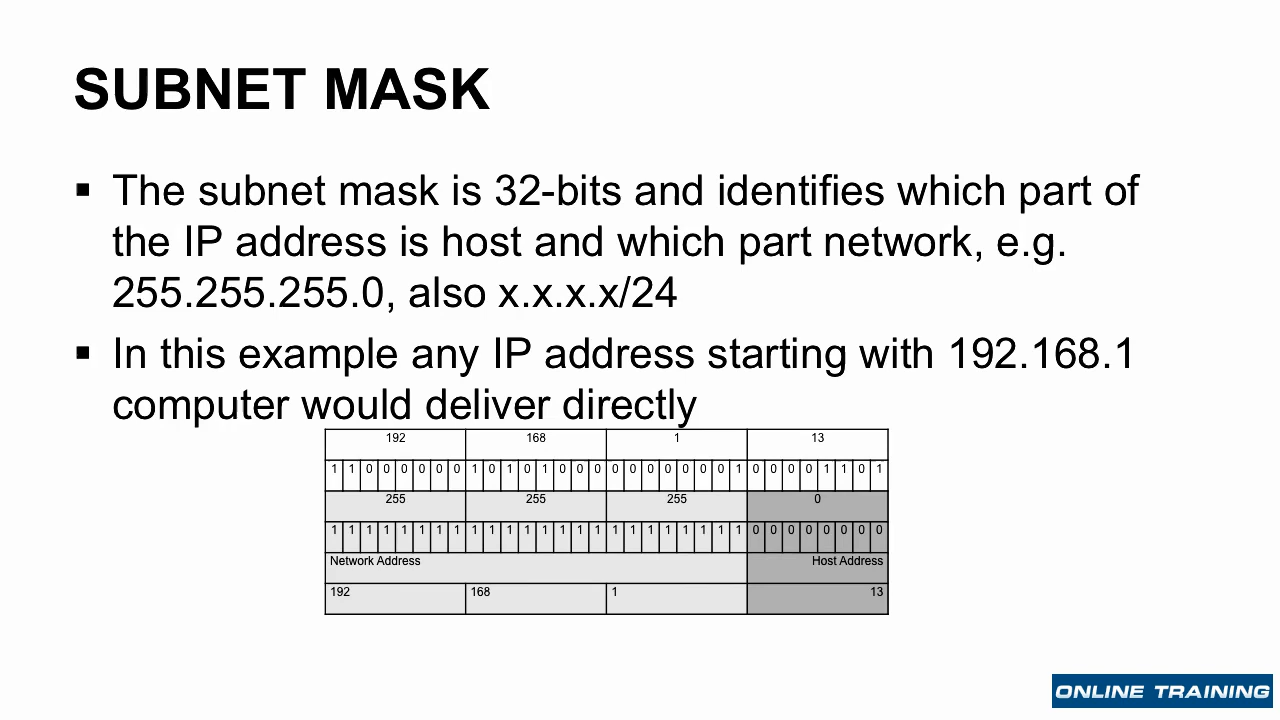 SUBNET MASK
▪ The subnet mask is 32-bits and identifies which part of
the IP address is host and which part network, e.g.
255.255.255.0, also x.x.x.x/24
▪ In this example any IP address starting with 192.168.1
computer would deliver directly
192 168 1 13
1 1 0 0 0 0 0 0 1 0 1 0 1 0 0 0 0 0 0 0 0 0 0 1 0 0 0 0 1 1 0 1
255 255 255 0
1 1 1 1 1 1 1 1 1 1 1 1 1 1 1 1 1 1 1 1 1 1 1 1 0 0 0 0 0 0 0 0
Network Address Host Address
192 168 1 13
ONLINE TRAINING